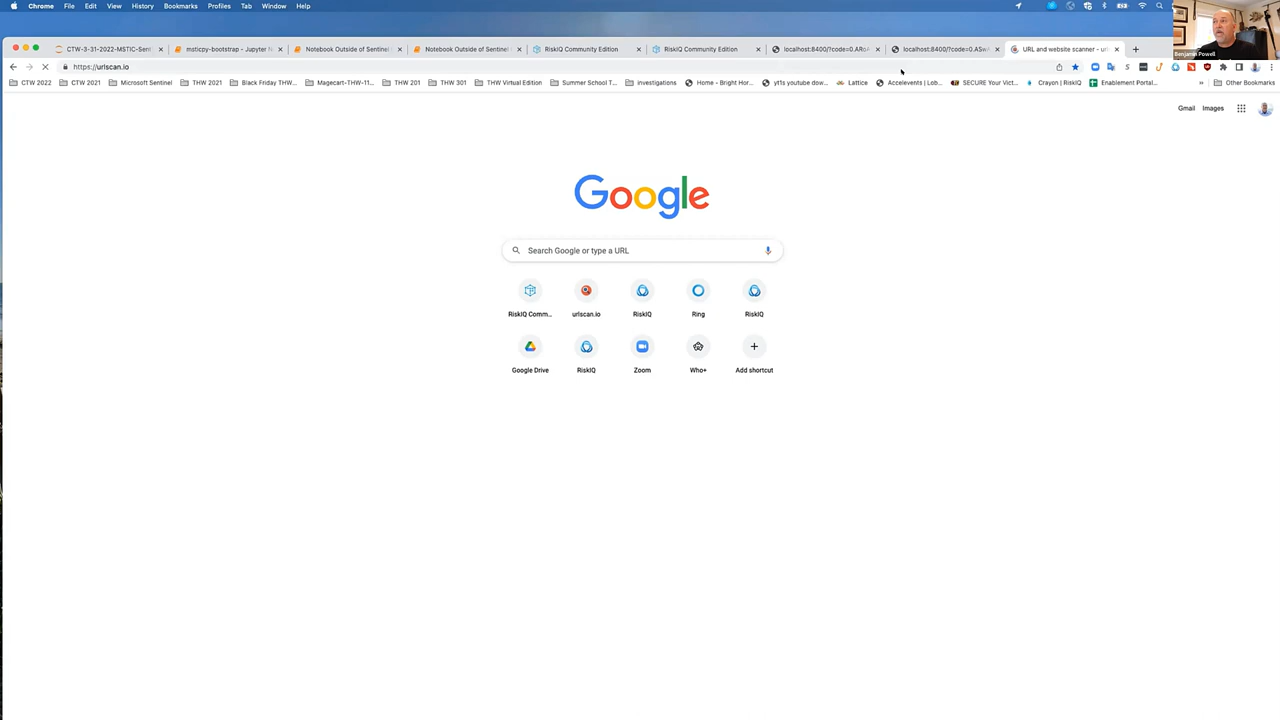 Chrome File Edit View History Bookmarks Profiles Tab Window Help
CTW-3-31-2022-MSTIC-Sent
msticpy-bootstrap - Jupyter N
Notebook Outside of Sentinel
Notebook Outside of Sentinel
RiskIQ Community Edition
RiskIQ Community Edition
localhost:8400/?code=0.ARo
localhost:8400/?code=0.ASwA
URL and website scanner - url
Benjamin Powell
https://urlscan.io
CTW 2022
CTW 2021
Microsoft Sentinel
THW 2021
Black Friday THW...
Magecart-THW-11...
THW 201
THW 301
THW Virtual Edition
Summer School T...
investigations
Home - Bright Hor...
yt1s youtube dow...
Lattice
Accelevents | Lob...
SECURE Your Vict...
Crayon | RiskIQ
Enablement Portal...
»
Other Bookmarks
Gmail Images
Google
Search Google or type a URL
RiskIQ Comm...
urlscan.io
RiskIQ
Ring
RiskIQ
Google Drive
RiskIQ
Zoom
Who+
Add shortcut